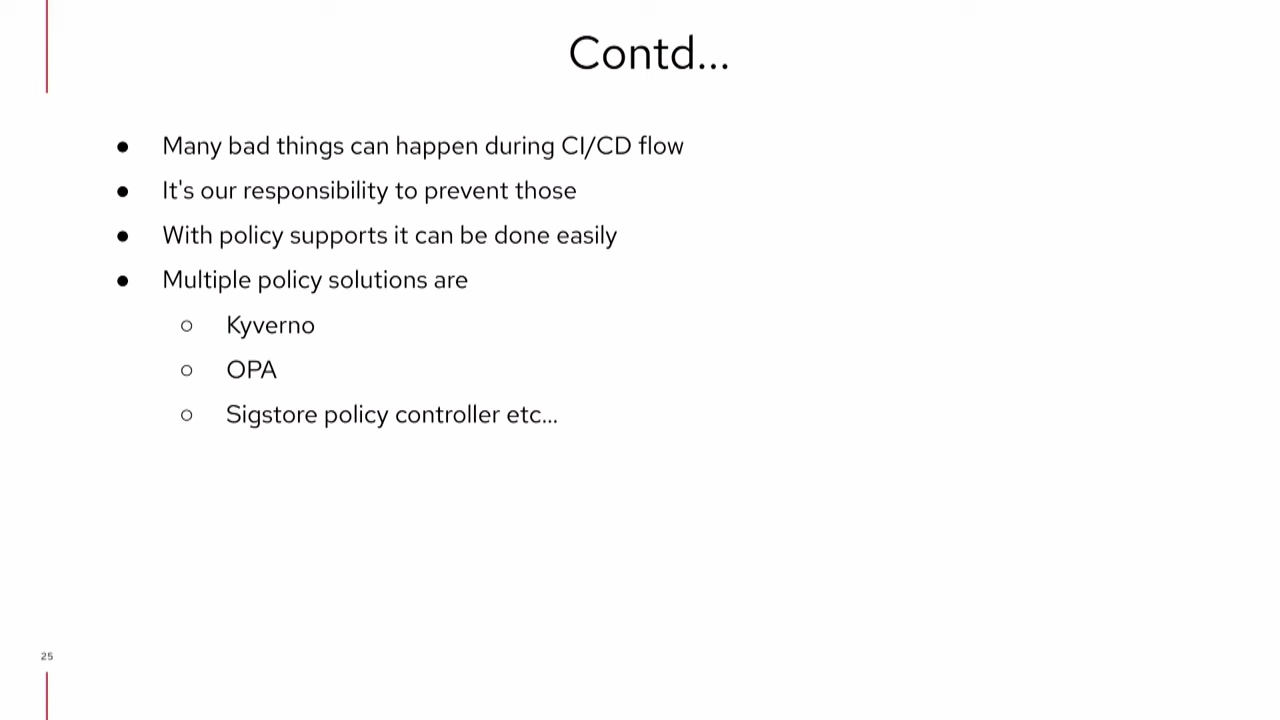 Contd...
● Many bad things can happen during CI/CD flow
● It's our responsibility to prevent those
● With policy supports it can be done easily
● Multiple policy solutions are
○ Kyverno
○ OPA
○ Sigstore policy controller etc...
25